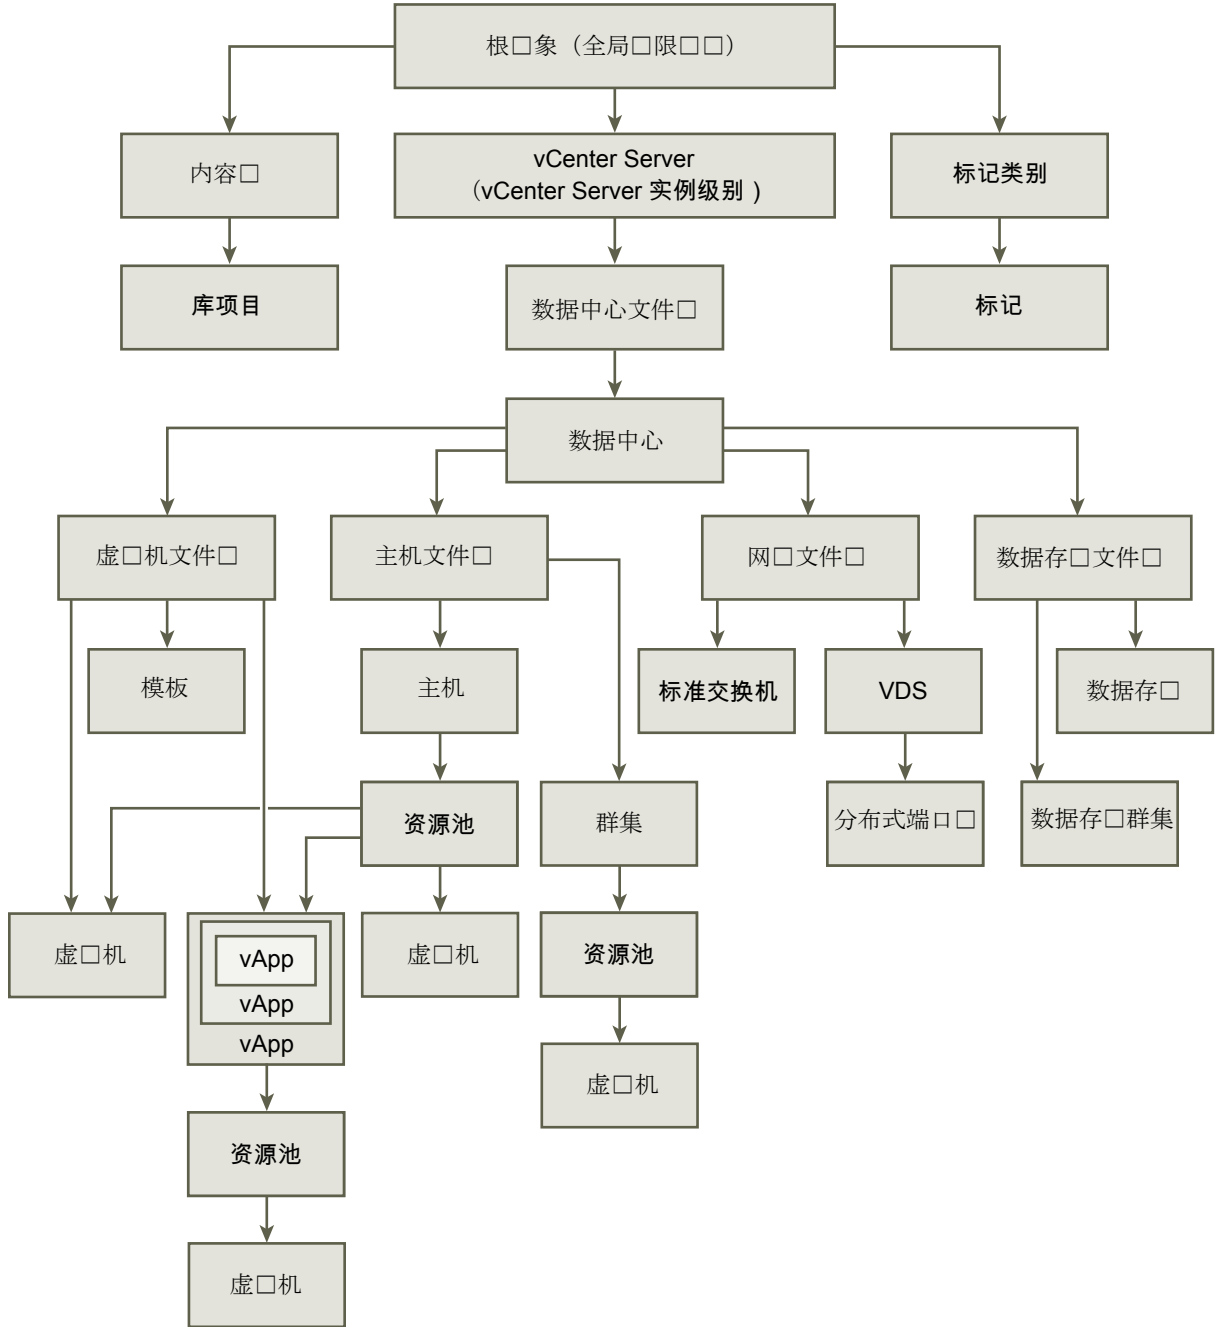 根□象（全局□限□□）
内容□
vCenter Server
（vCenter Server 实例级别）
标记类别
库项目
数据中心文件□
标记
数据中心
虚□机文件□
主机文件□
网□文件□
数据存□文件□
模板
主机
标准交换机
VDS
数据存□
资源池
群集
分布式端口□
数据存□群集
虚□机
vApp
vApp
vApp
虚□机
资源池
虚□机
资源池
虚□机